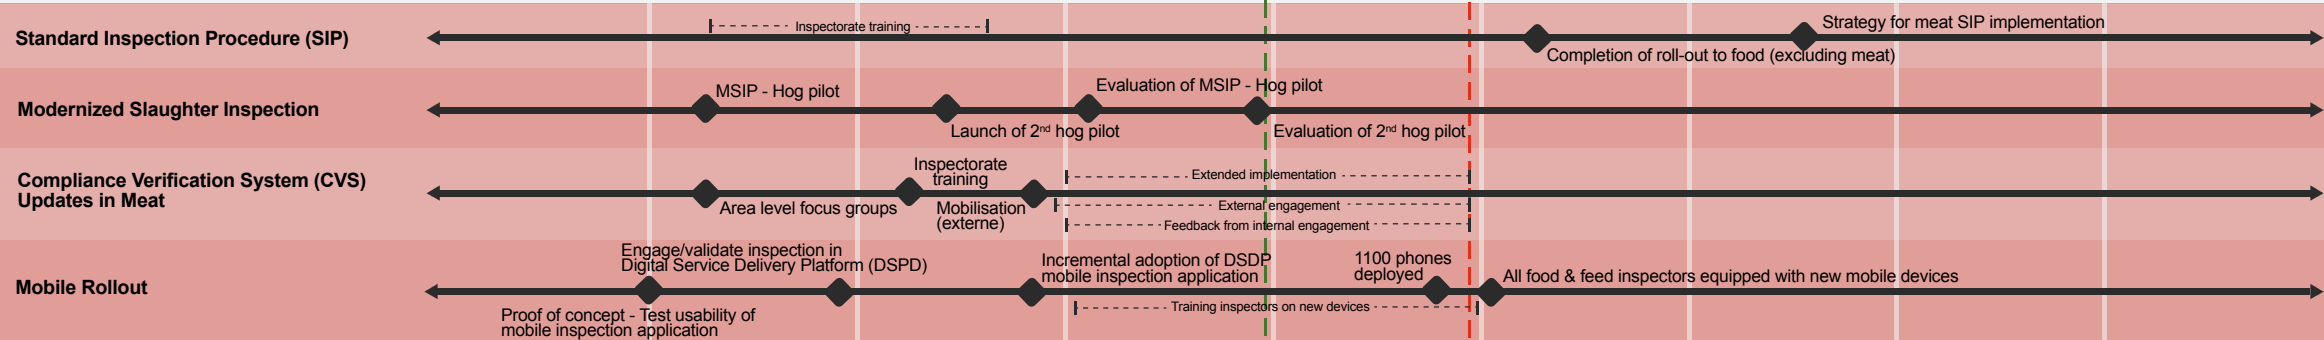 Standard Inspection Procedure (SIP)
Inspectorate training
Strategy for meat SIP implementation
Completion of roll-out to food (excluding meat)
Modernized Slaughter Inspection
MSIP - Hog pilot
Evaluation of MSIP - Hog pilot
Launch of 2nd hog pilot
Evaluation of 2nd hog pilot
Compliance Verification System (CVS)
Updates in Meat
Inspectorate
training
Extended implementation
Area level focus groups
Mobilisation
(externe)
External engagement
Feedback from internal engagement
Mobile Rollout
Engage/validate inspection in
Digital Service Delivery Platform (DSPD)
Incremental adoption of DSDP
mobile inspection application
1100 phones
deployed
All food & feed inspectors equipped with new mobile devices
Proof of concept - Test usability of
mobile inspection application
Training inspectors on new devices